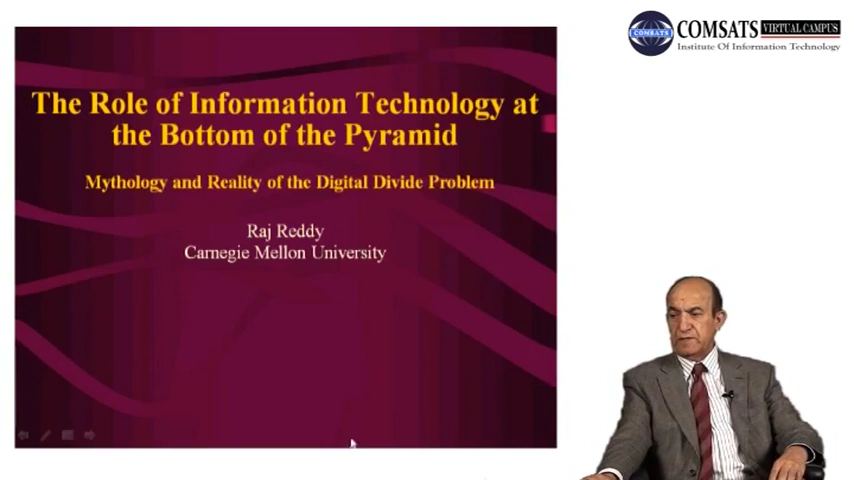 The Role of Information Technology at
the Bottom of the Pyramid
Mythology and Reality of the Digital Divide Problem
Raj Reddy
Carnegie Mellon University
COMSATS
COMSATS VIRTUAL CAMPUS
Institute Of Information Technology